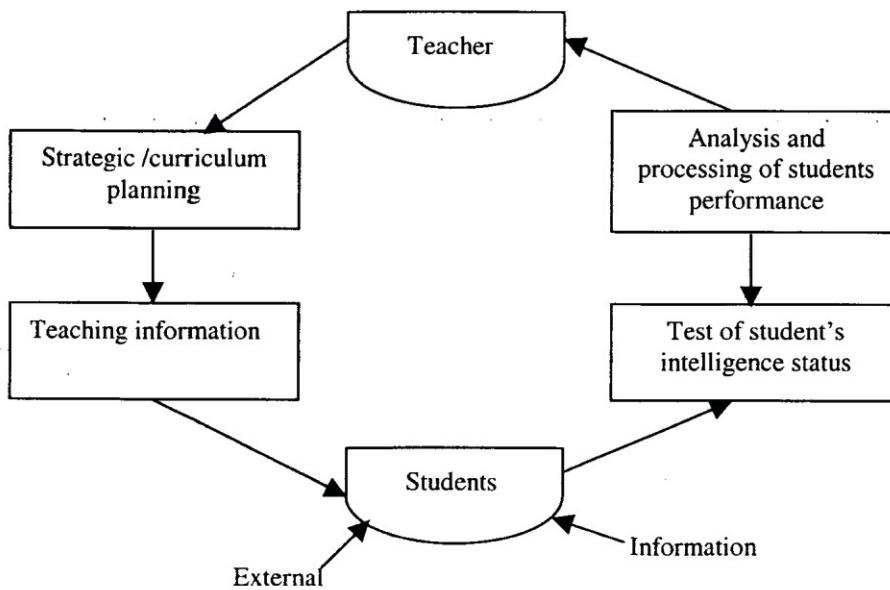 Teacher
Strategic /curriculum
planning
Analysis and
processing of students
performance
Teaching information
Test of student's
intelligence status
Students
External
Information